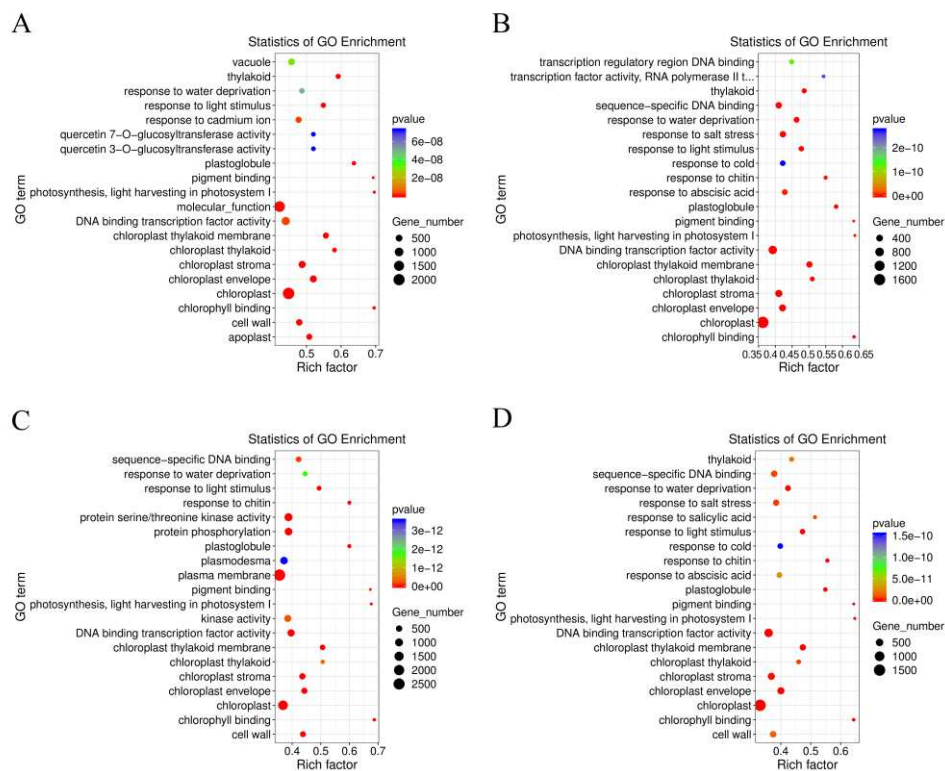 A
Statistics of GO Enrichment
vacuole
thylakoid
response to water deprivation
response to light stimulus
response to cadmium ion
quercetin 7-O-glucosyltransferase activity
quercetin 3-O-glucosyltransferase activity
plastoglobule
pigment binding
photosynthesis, light harvesting in photosystem I
molecular_function
DNA binding transcription factor activity
chloroplast thylakoid membrane
chloroplast thylakoid
chloroplast stroma
chloroplast envelope
chloroplast
chlorophyll binding
cell wall
apoplast
GO term
0.5 0.6 0.7
Rich factor
pvalue
6e-08
4e-08
2e-08
Gene_number
500
1000
1500
2000
B
Statistics of GO Enrichment
transcription regulatory region DNA binding
transcription factor activity, RNA polymerase II t...
thylakoid
sequence-specific DNA binding
response to water deprivation
response to salt stress
response to light stimulus
response to cold
response to chitin
response to abscisic acid
plastoglobule
pigment binding
photosynthesis, light harvesting in photosystem I
DNA binding transcription factor activity
chloroplast thylakoid membrane
chloroplast thylakoid
chloroplast stroma
chloroplast envelope
chloroplast
chlorophyll binding
GO term
0.35 0.4 0.45 0.5 0.55 0.6 0.65
Rich factor
pvalue
2e-10
1e-10
0e+00
Gene_number
400
800
1200
1600
C
Statistics of GO Enrichment
sequence-specific DNA binding
response to water deprivation
response to light stimulus
response to chitin
protein serine/threonine kinase activity
protein phosphorylation
plastoglobule
plasmodesma
plasma membrane
pigment binding
photosynthesis, light harvesting in photosystem I
kinase activity
DNA binding transcription factor activity
chloroplast thylakoid membrane
chloroplast thylakoid
chloroplast stroma
chloroplast envelope
chloroplast
chlorophyll binding
cell wall
GO term
0.4 0.5 0.6 0.7
Rich factor
pvalue
3e-12
2e-12
1e-12
0e+00
Gene_number
500
1000
1500
2000
2500
D
Statistics of GO Enrichment
thylakoid
sequence-specific DNA binding
response to water deprivation
response to salt stress
response to salicylic acid
response to light stimulus
response to cold
response to chitin
response to abscisic acid
plastoglobule
pigment binding
photosynthesis, light harvesting in photosystem I
DNA binding transcription factor activity
chloroplast thylakoid membrane
chloroplast thylakoid
chloroplast stroma
chloroplast envelope
chloroplast
chlorophyll binding
cell wall
GO term
0.4 0.5 0.6
Rich factor
pvalue
1.5e-10
1.0e-10
5.0e-11
0.0e+00
Gene_number
500
1000
1500